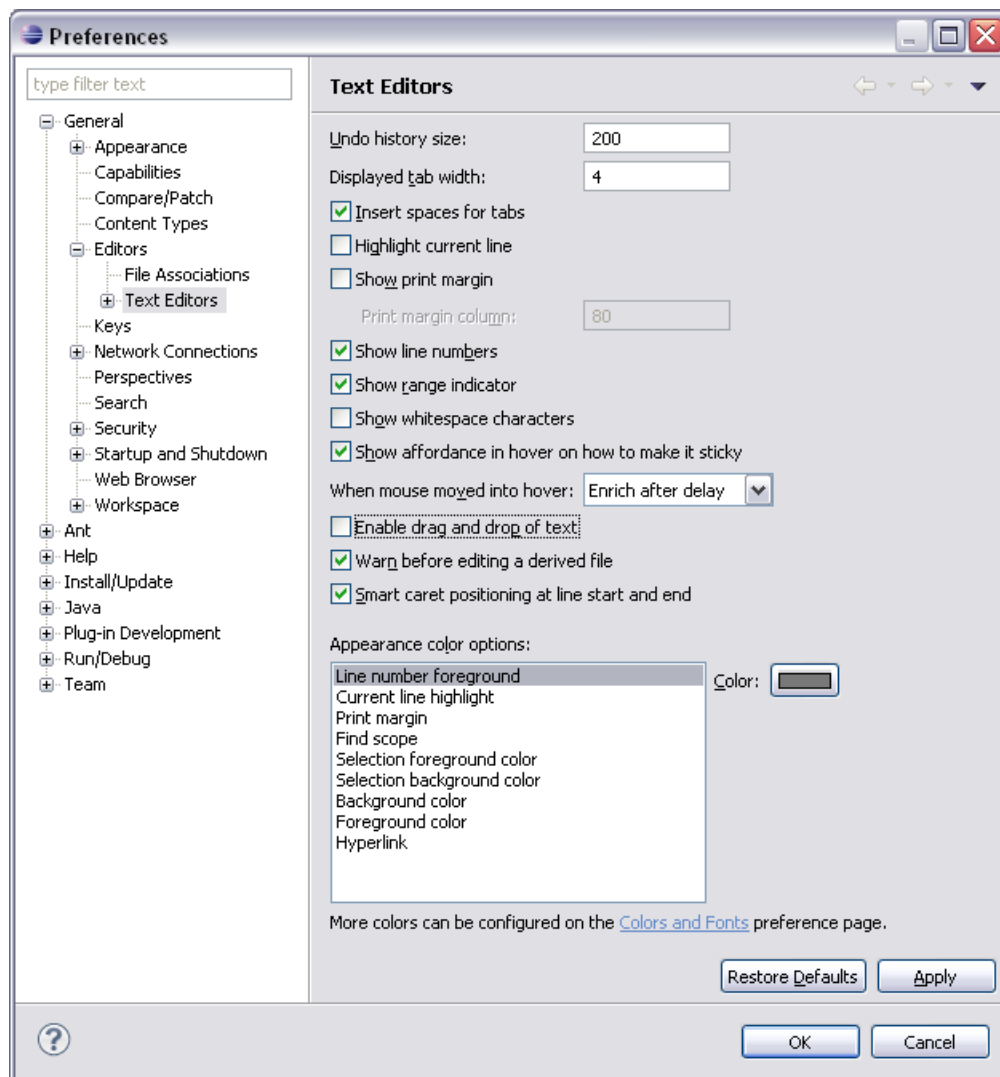 Preferences
type filter text
General
Appearance
Capabilities
Compare/Patch
Content Types
Editors
File Associations
Text Editors
Keys
Network Connections
Perspectives
Search
Security
Startup and Shutdown
Web Browser
Workspace
Ant
Help
Install/Update
Java
Plug-in Development
Run/Debug
Team
Text Editors
Undo history size: 200
Displayed tab width: 4
Insert spaces for tabs
Highlight current line
Show print margin
Print margin column: 80
Show line numbers
Show range indicator
Show whitespace characters
Show affordance in hover on how to make it sticky
When mouse moved into hover: Enrich after delay
Enable drag and drop of text
Warn before editing a derived file
Smart caret positioning at line start and end
Appearance color options:
Line number foreground
Current line highlight
Print margin
Find scope
Selection foreground color
Selection background color
Background color
Foreground color
Hyperlink
Color:
More colors can be configured on the Colors and Fonts preference page.
Restore Defaults Apply
? OK Cancel